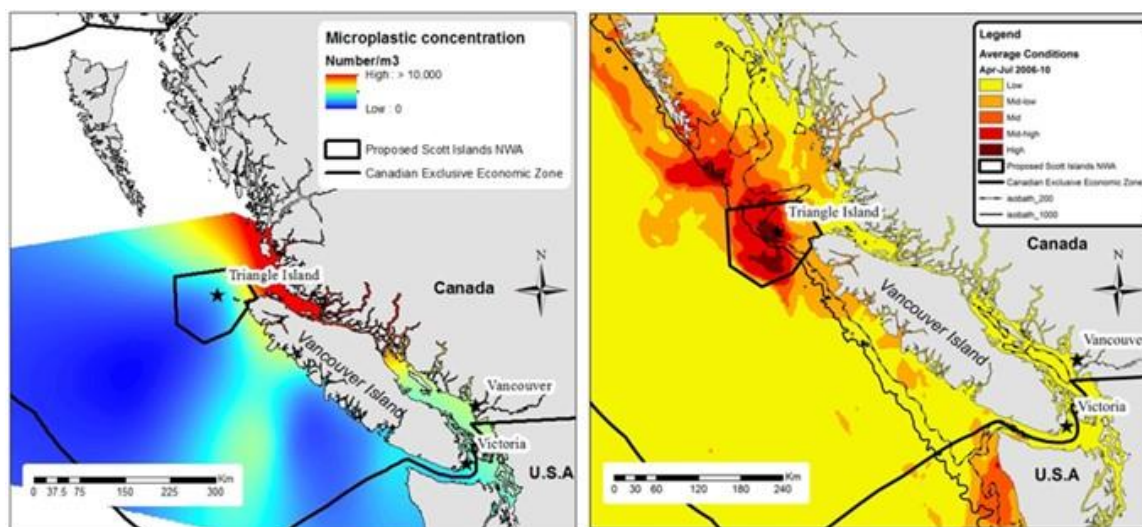 Microplastic concentration
Number/m3
High : > 10.000
Low : 0
Proposed Scott Islands NWA
Canadian Exclusive Economic Zone
Triangle Island
N
Canada
Vancouver Island
Vancouver
Victoria
U.S.A
0 37.5 75 150 225 300 Km
Legend
Average Conditions
Apr-Jul 2006-10
Low
Mid-low
Mid
Mid-high
High
Proposed Scott Islands NWA
Canadian Exclusive Economic Zone
isobath_200
isobath_1000
Triangle Island
Canada
N
Vancouver Island
Vancouver
Victoria
U.S.A
0 30 60 120 180 240 Km